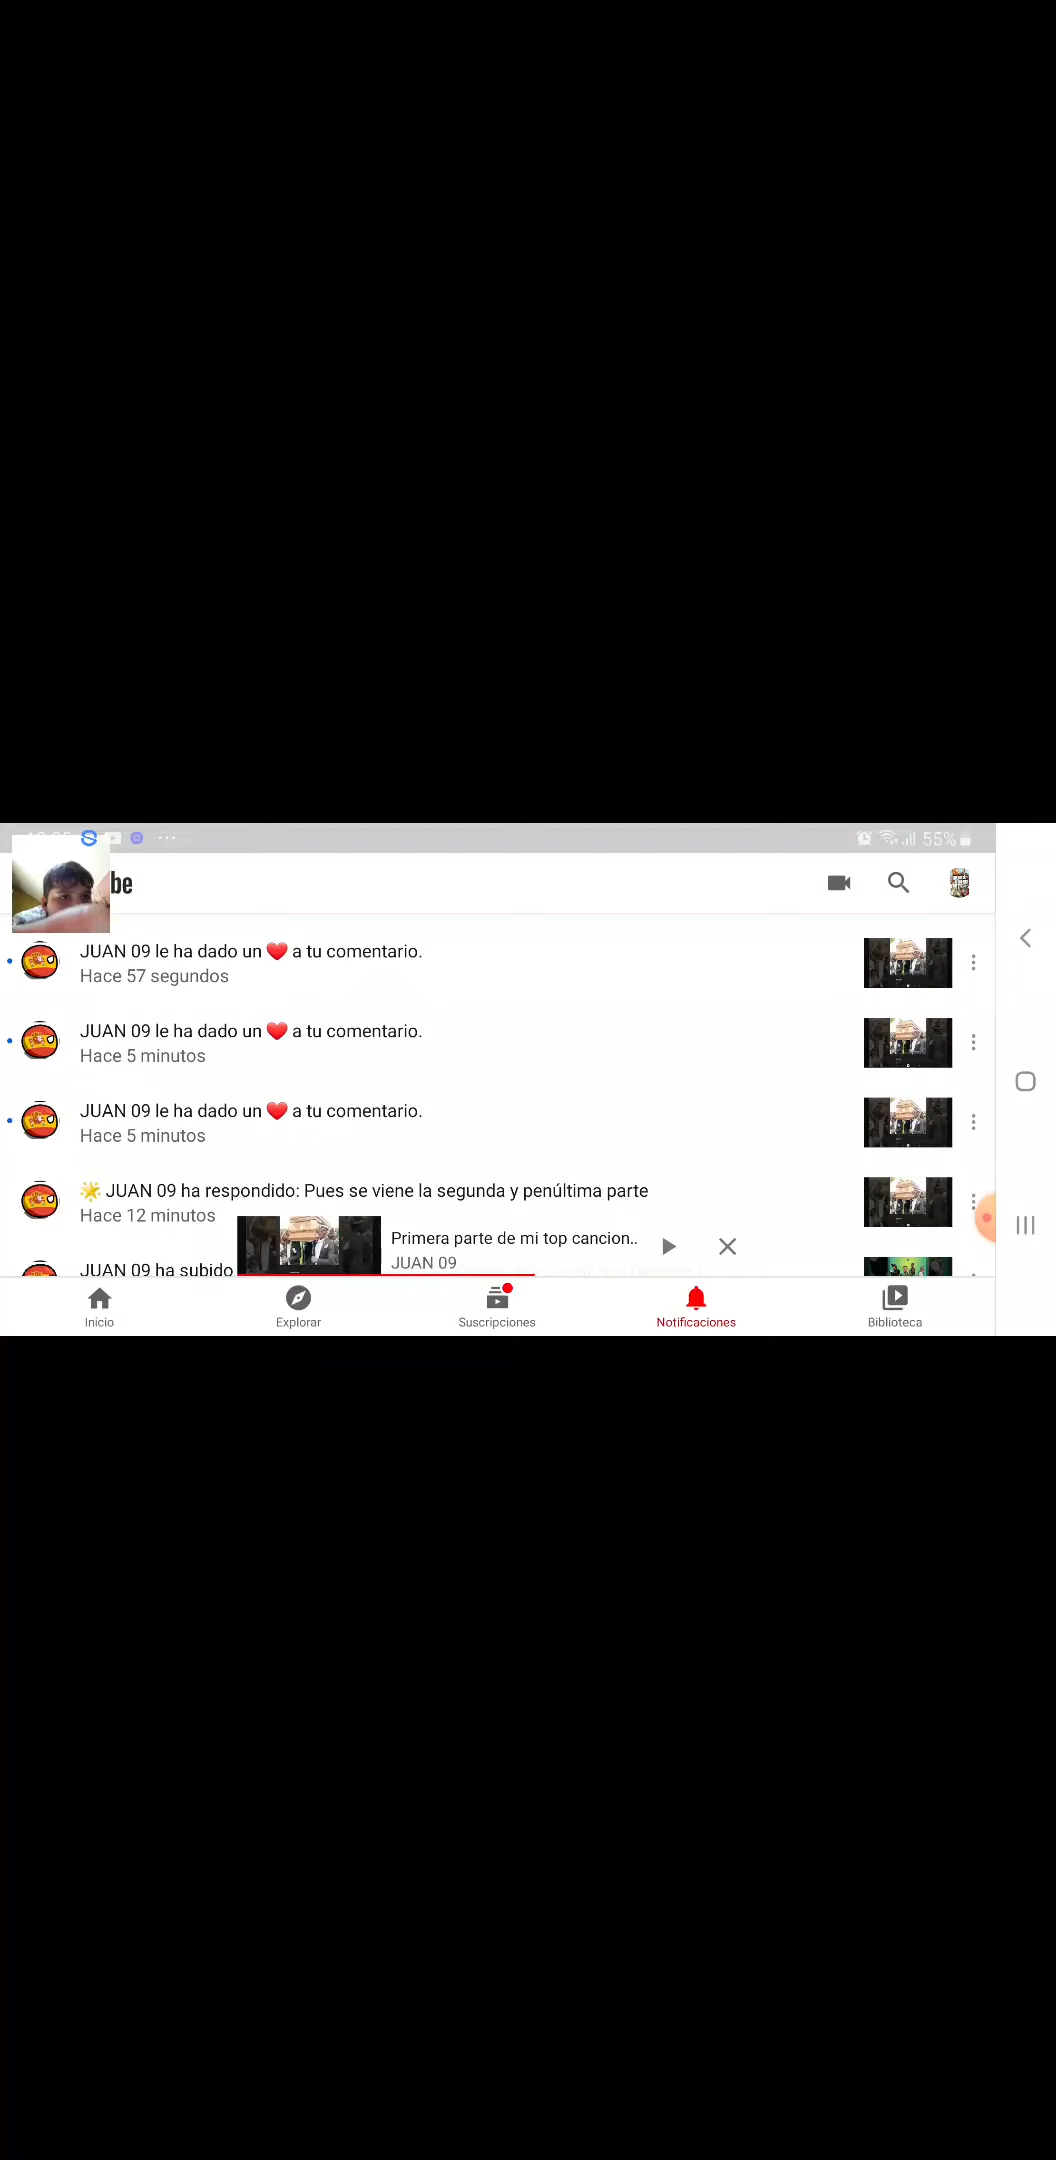 55%
be
JUAN 09 le ha dado un ❤️ a tu comentario.
Hace 57 segundos
JUAN 09 le ha dado un ❤️ a tu comentario.
Hace 5 minutos
JUAN 09 le ha dado un ❤️ a tu comentario.
Hace 5 minutos
🌟 JUAN 09 ha respondido: Pues se viene la segunda y penúltima parte
Hace 12 minutos
Primera parte de mi top cancion..
JUAN 09
JUAN 09 ha subido
Inicio
Explorar
Suscripciones
Notificaciones
Biblioteca